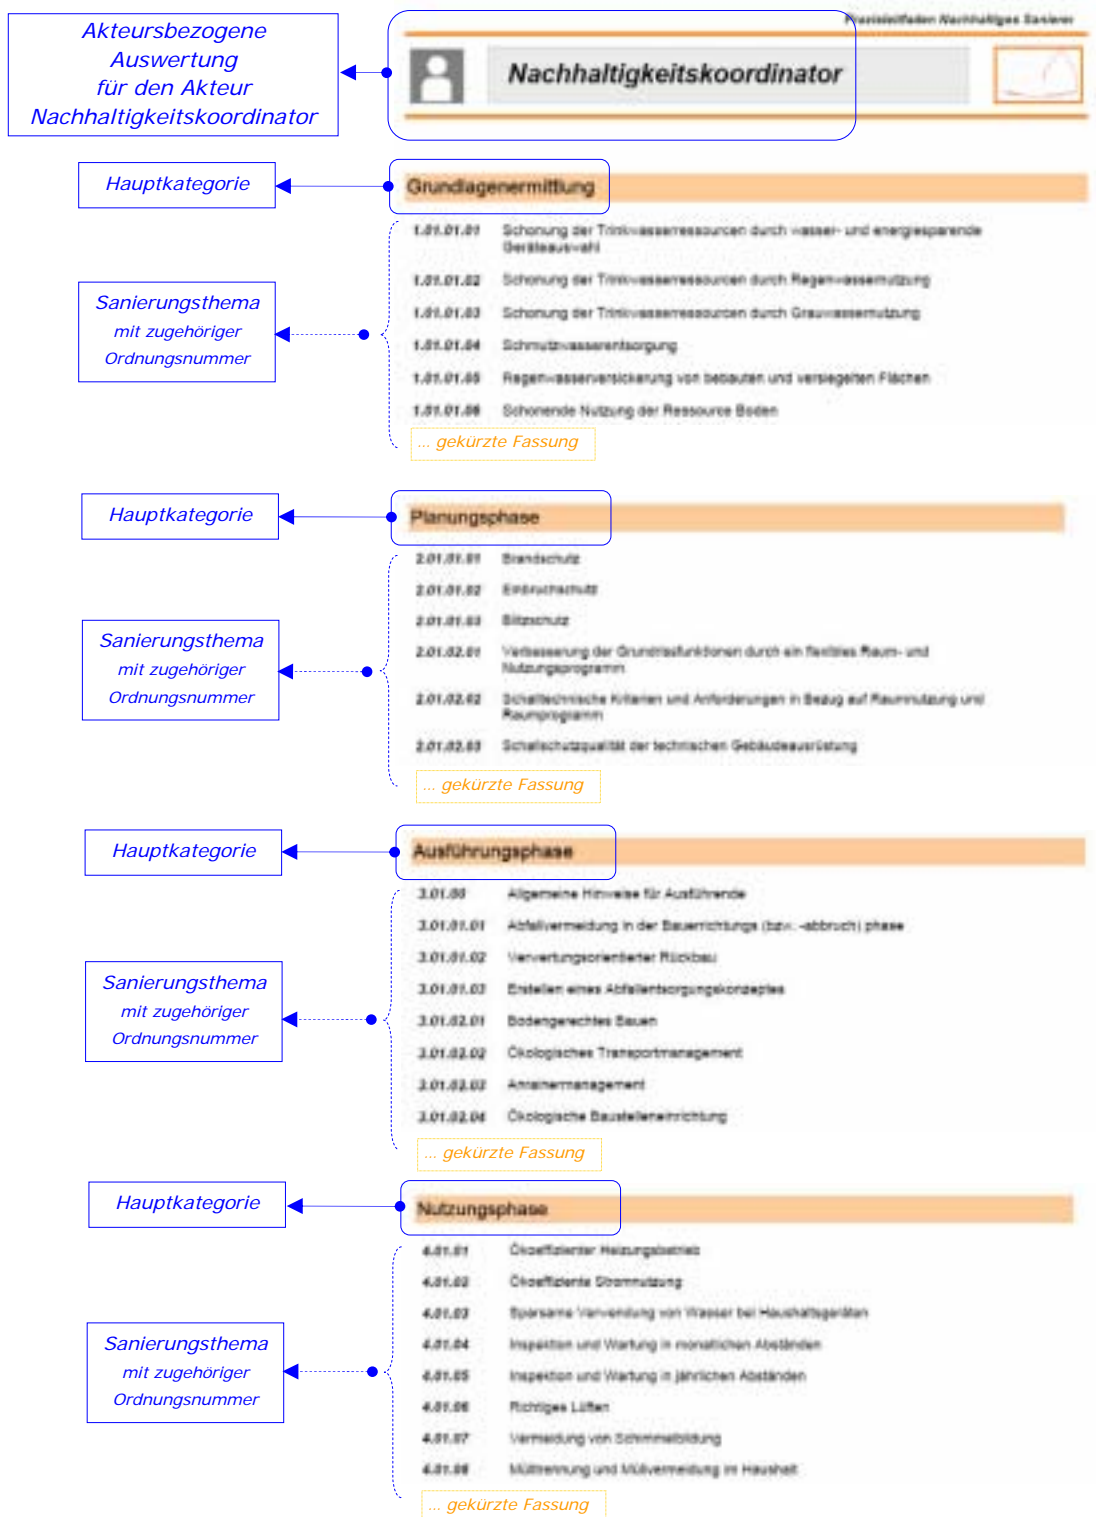 Praxisleitfaden Nachhaltiges Sanieren
Akteursbezogene
Auswertung
für den Akteur
Nachhaltigkeitskoordinator
Nachhaltigkeitskoordinator
Hauptkategorie
Grundlagenermittlung
Sanierungsthema
mit zugehöriger
Ordnungsnummer
1.01.01.01 Schonung der Trinkwasserressourcen durch wasser- und energiesparende
Geräteauswahl
1.01.01.02 Schonung der Trinkwasserressourcen durch Regenwassernutzung
1.01.01.03 Schonung der Trinkwasserressourcen durch Grauwassernutzung
1.01.01.04 Schmutzwasserentsorgung
1.01.01.05 Regenwasserversickerung von bebauten und versiegelten Flächen
1.01.01.06 Schonende Nutzung der Ressource Boden
... gekürzte Fassung
Hauptkategorie
Planungsphase
Sanierungsthema
mit zugehöriger
Ordnungsnummer
2.01.01.01 Brandschutz
2.01.01.02 Einbruchschutz
2.01.01.03 Blitzschutz
2.01.02.01 Verbesserung der Grundrissfunktionen durch ein flexibles Raum- und
Nutzungsprogramm
2.01.02.02 Schalltechnische Kriterien und Anforderungen in Bezug auf Raumnutzung und
Raumprogramm
2.01.02.03 Schallschutzqualität der technischen Gebäudeausrüstung
... gekürzte Fassung
Hauptkategorie
Ausführungsphase
Sanierungsthema
mit zugehöriger
Ordnungsnummer
3.01.00 Allgemeine Hinweise für Ausführende
3.01.01.01 Abfallvermeidung in der Bauerrichtungs (bzw. -abbruch) phase
3.01.01.02 Verwertungsorientierter Rückbau
3.01.01.03 Erstellen eines Abfallentsorgungskonzeptes
3.01.02.01 Bodengerechtes Bauen
3.01.02.02 Ökologisches Transportmanagement
3.01.02.03 Anrainermanagement
3.01.02.04 Ökologische Baustelleneinrichtung
... gekürzte Fassung
Hauptkategorie
Nutzungsphase
Sanierungsthema
mit zugehöriger
Ordnungsnummer
4.01.01 Ökoeffizienter Heizungsbetrieb
4.01.02 Ökoeffiziente Stromnutzung
4.01.03 Sparsame Verwendung von Wasser bei Haushaltsgeräten
4.01.04 Inspektion und Wartung in monatlichen Abständen
4.01.05 Inspektion und Wartung in jährlichen Abständen
4.01.06 Richtiges Lüften
4.01.07 Vermeidung von Schimmelbildung
4.01.08 Mülltrennung und Müllvermeidung im Haushalt
... gekürzte Fassung